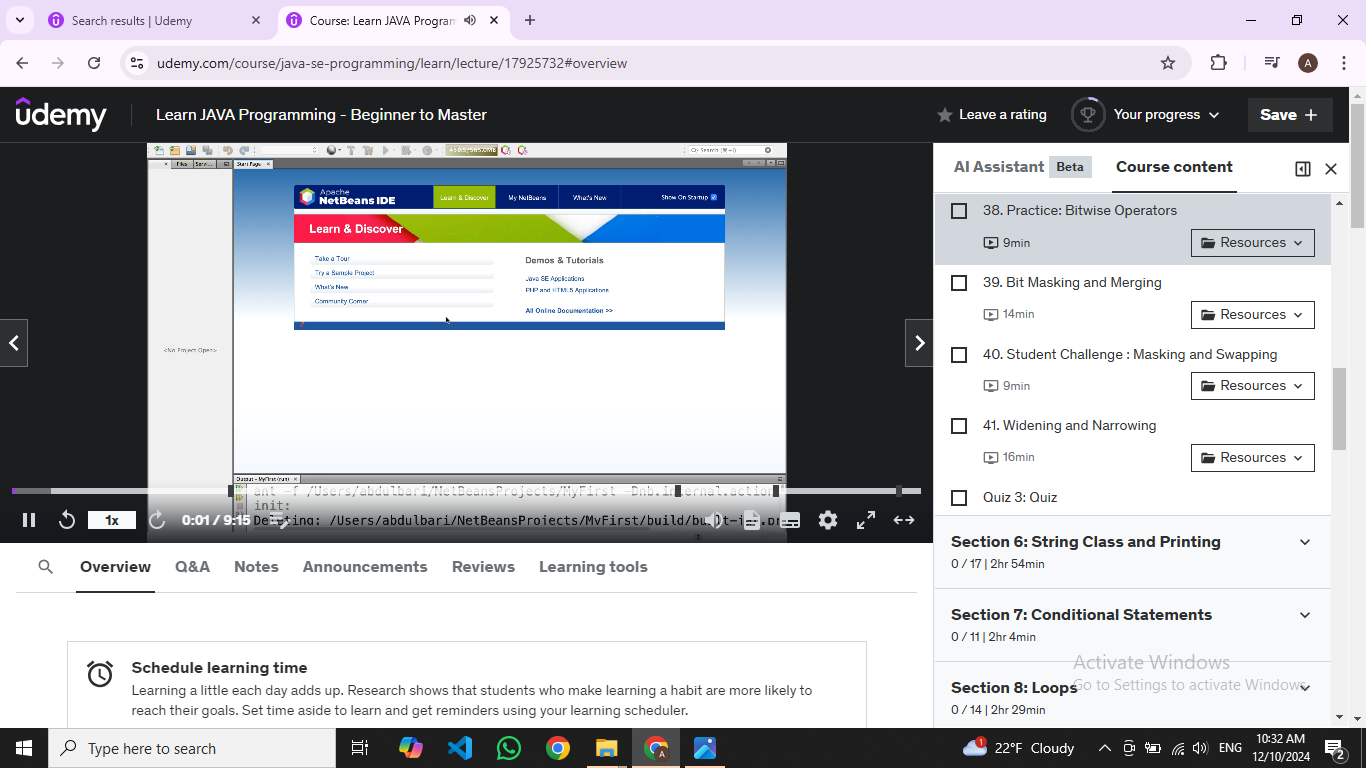 Search results | Udemy
Course: Learn JAVA Program
udemy.com/course/java-se-programming/learn/lecture/17925732#overview
A
udemy
Learn JAVA Programming - Beginner to Master
Leave a rating
Your progress
Save +
Files
Servi...
Start Page
Search (⌘+I)
Apache
NetBeans IDE
Learn & Discover
My NetBeans
What's New
Show On Startup
Learn & Discover
Take a Tour
Try a Sample Project
What's New
Community Corner
Demos & Tutorials
Java SE Applications
PHP and HTML5 Applications
All Online Documentation >>
<No Project Open>
Output - MyFirst (run)
ant -f /Users/abdulbari/NetBeansProjects/MyFirst -Dnb.internal.action
init:
Deleting: /Users/abdulbari/NetBeansProjects/MyFirst/build/built-jar.pr
1x
0:01 / 9:15
AI Assistant
Beta
Course content
38. Practice: Bitwise Operators
9min
Resources
39. Bit Masking and Merging
14min
Resources
40. Student Challenge : Masking and Swapping
9min
Resources
41. Widening and Narrowing
16min
Resources
Quiz 3: Quiz
Section 6: String Class and Printing
0 / 17 | 2hr 54min
Section 7: Conditional Statements
0 / 11 | 2hr 4min
Section 8: Loops
0 / 14 | 2hr 29min
Activate Windows
Go to Settings to activate Windows.
Overview
Q&A
Notes
Announcements
Reviews
Learning tools
Schedule learning time
Learning a little each day adds up. Research shows that students who make learning a habit are more likely to
reach their goals. Set time aside to learn and get reminders using your learning scheduler.
Type here to search
1
22°F Cloudy
ENG
10:32 AM
12/10/2024
2